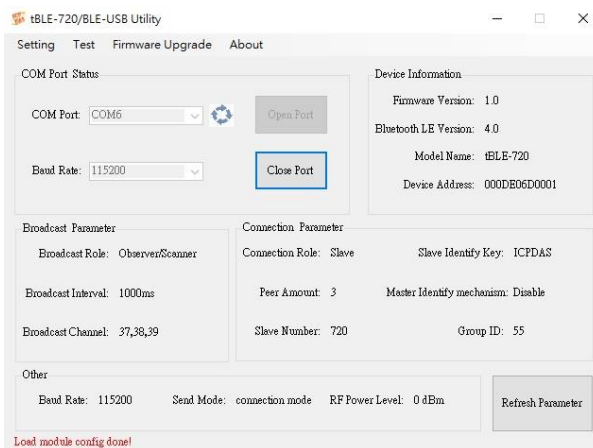 tBLE-720/BLE-USB Utility
Setting Test Firmware Upgrade About
COM Port Status
COM Port: COM6 Open Port
Baud Rate: 115200 Close Port
Device Information
Firmware Version: 1.0
Bluetooth LE Version: 4.0
Model Name: tBLE-720
Device Address: 000DE06D0001
Broadcast Parameter
Broadcast Role: Observer/Scanner
Broadcast Interval: 1000ms
Broadcast Channel: 37,38,39
Connection Parameter
Connection Role: Slave Slave Identify Key: ICPDAS
Peer Amount: 3 Master Identify mechanism: Disable
Slave Number: 720 Group ID: 55
Other
Baud Rate: 115200 Send Mode: connection mode RF Power Level: 0 dBm
Refresh Parameter
Load module config done!